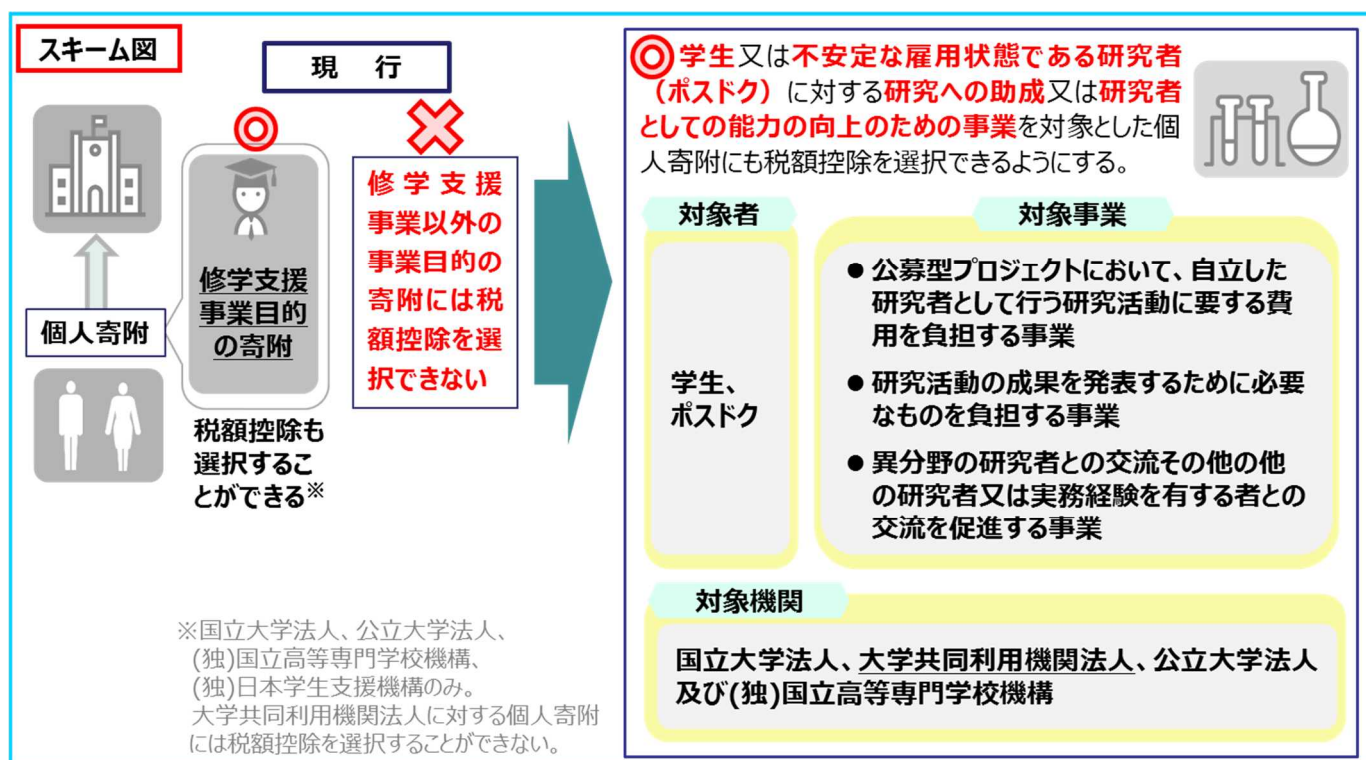 スキーム図
現 行
個人寄附
修学支援
事業目的
の寄附
税額控除も
選択するこ
とができる※
修学支援
事業以外の
事業目的の
寄附には税
額控除を選
択できない
※国立大学法人、公立大学法人、
(独)国立高等専門学校機構、
(独)日本学生支援機構のみ。
大学共同利用機関法人に対する個人寄附
には税額控除を選択することができない。
学生又は不安定な雇用状態である研究者
(ポスドク)に対する研究への助成又は研究者
としての能力の向上のための事業を対象とした個
人寄附にも税額控除を選択できるようにする。
対象者
学生、
ポスドク
対象事業
● 公募型プロジェクトにおいて、自立した
研究者として行う研究活動に要する費
用を負担する事業
● 研究活動の成果を発表するために必要
なものを負担する事業
● 異分野の研究者との交流その他の他
の研究者又は実務経験を有する者との
交流を促進する事業
対象機関
国立大学法人、大学共同利用機関法人、公立大学法人
及び(独)国立高等専門学校機構